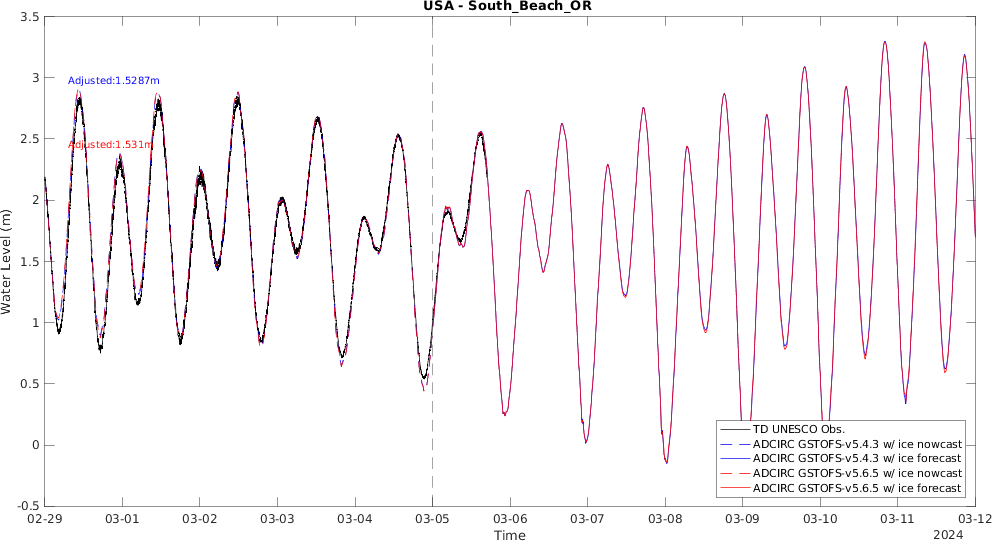 USA - South_Beach_OR
3.5
3
2.5
2
1.5
1
0.5
0
-0.5
Water Level (m)
Adjusted:1.5287m
Adjusted:1.531m
TD UNESCO Obs.
ADCIRC GSTOFS-v5.4.3 w/ ice nowcast
ADCIRC GSTOFS-v5.4.3 w/ ice forecast
ADCIRC GSTOFS-v5.6.5 w/ ice nowcast
ADCIRC GSTOFS-v5.6.5 w/ ice forecast
02-29 03-01 03-02 03-03 03-04 03-05 03-06 03-07 03-08 03-09 03-10 03-11 03-12
Time
2024